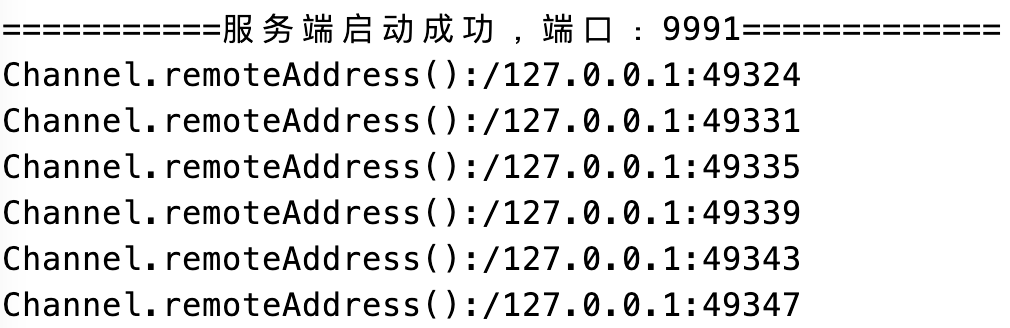 ===========服务端启动成功，端口：9991=============
Channel.remoteAddress():/127.0.0.1:49324
Channel.remoteAddress():/127.0.0.1:49331
Channel.remoteAddress():/127.0.0.1:49335
Channel.remoteAddress():/127.0.0.1:49339
Channel.remoteAddress():/127.0.0.1:49343
Channel.remoteAddress():/127.0.0.1:49347